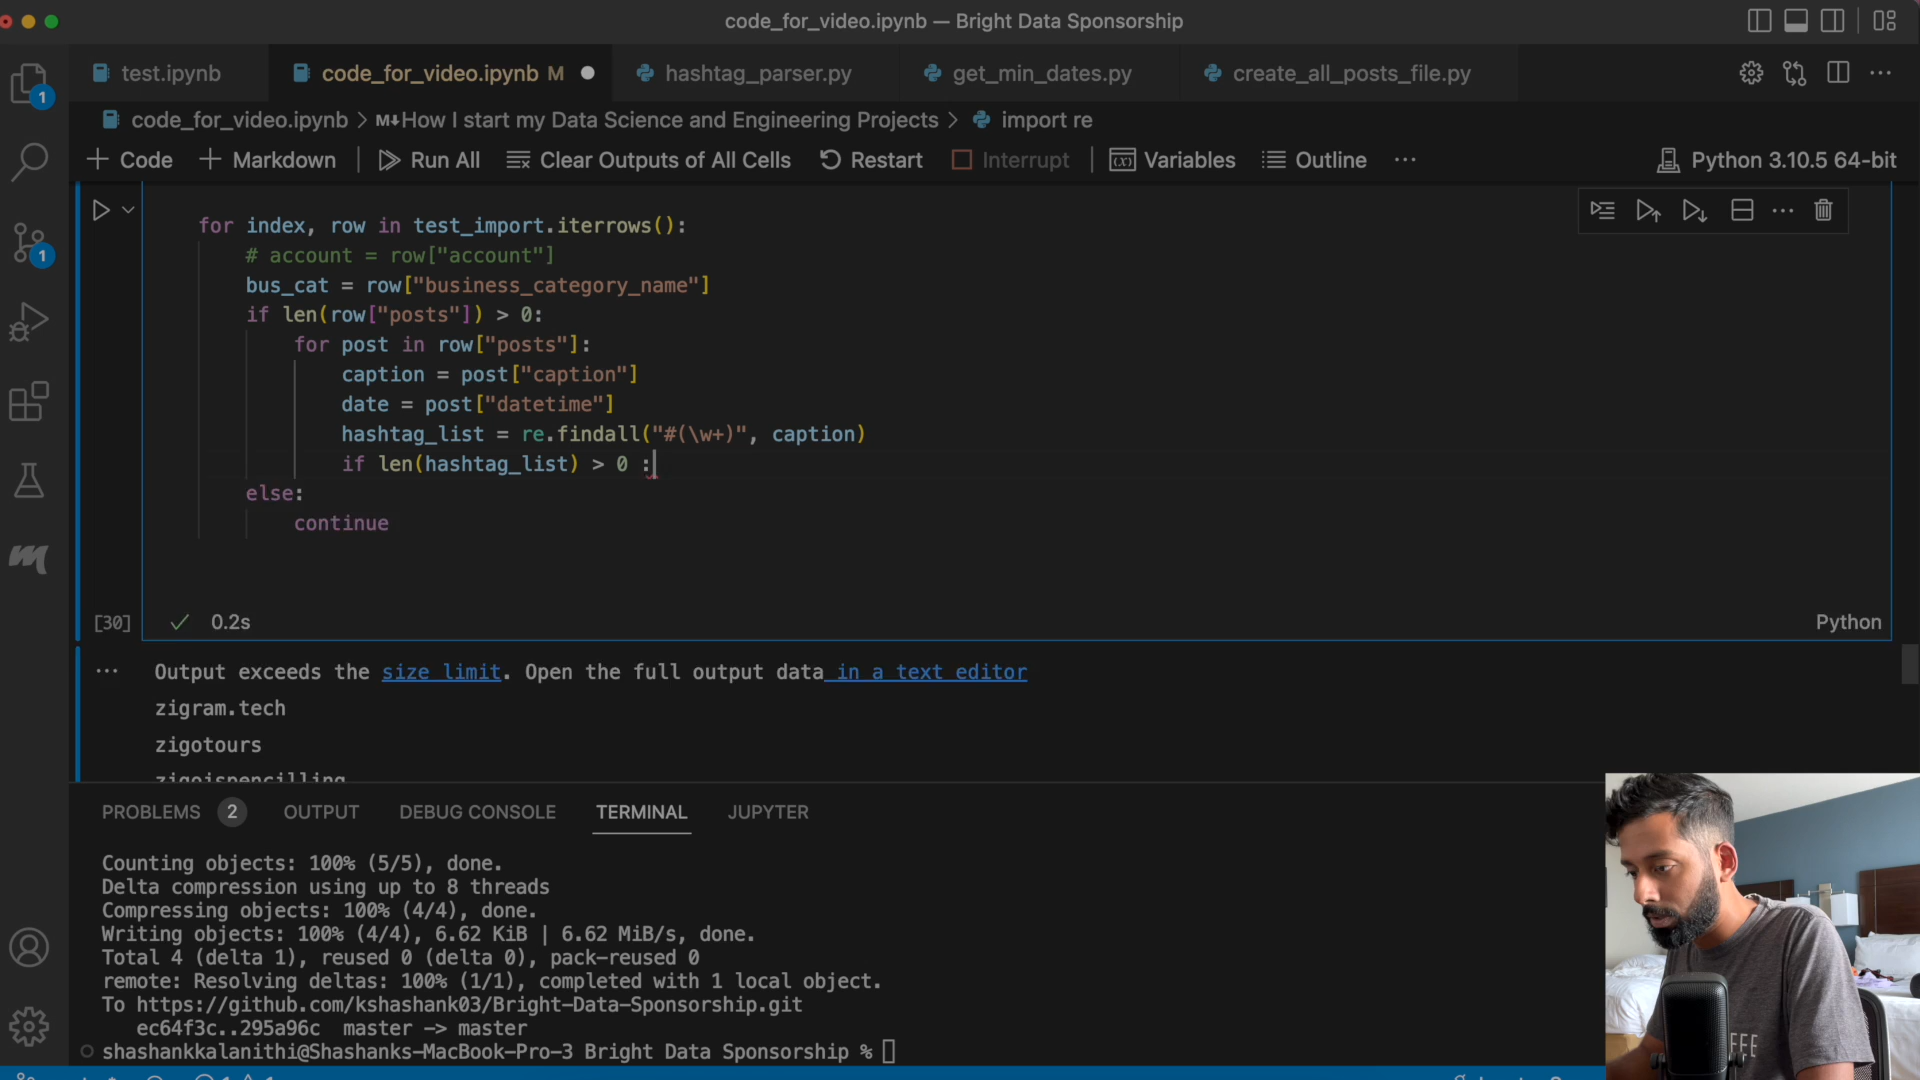 code_for_video.ipynb — Bright Data Sponsorship
1
test.ipynb
code_for_video.ipynb M
hashtag_parser.py
get_min_dates.py
create_all_posts_file.py
code_for_video.ipynb > M↓How I start my Data Science and Engineering Projects > import re
+ Code + Markdown | Run All Clear Outputs of All Cells Restart Interrupt | Variables Outline ··· Python 3.10.5 64-bit
for index, row in test_import.iterrows():
# account = row["account"]
bus_cat = row["business_category_name"]
if len(row["posts"]) > 0:
for post in row["posts"]:
caption = post["caption"]
date = post["datetime"]
hashtag_list = re.findall("#(\w+)", caption)
if len(hashtag_list) > 0 :
else:
continue
1
[30] ✓ 0.2s Python
··· Output exceeds the size limit. Open the full output data in a text editor
zigram.tech
zigotours
zigoispencilling
PROBLEMS 2 OUTPUT DEBUG CONSOLE TERMINAL JUPYTER
Counting objects: 100% (5/5), done.
Delta compression using up to 8 threads
Compressing objects: 100% (4/4), done.
Writing objects: 100% (4/4), 6.62 KiB | 6.62 MiB/s, done.
Total 4 (delta 1), reused 0 (delta 0), pack-reused 0
remote: Resolving deltas: 100% (1/1), completed with 1 local object.
To https://github.com/kshashank03/Bright-Data-Sponsorship.git
ec64f3c..295a96c master -> master
shashankkalanithi@Shashanks-MacBook-Pro-3 Bright Data Sponsorship %